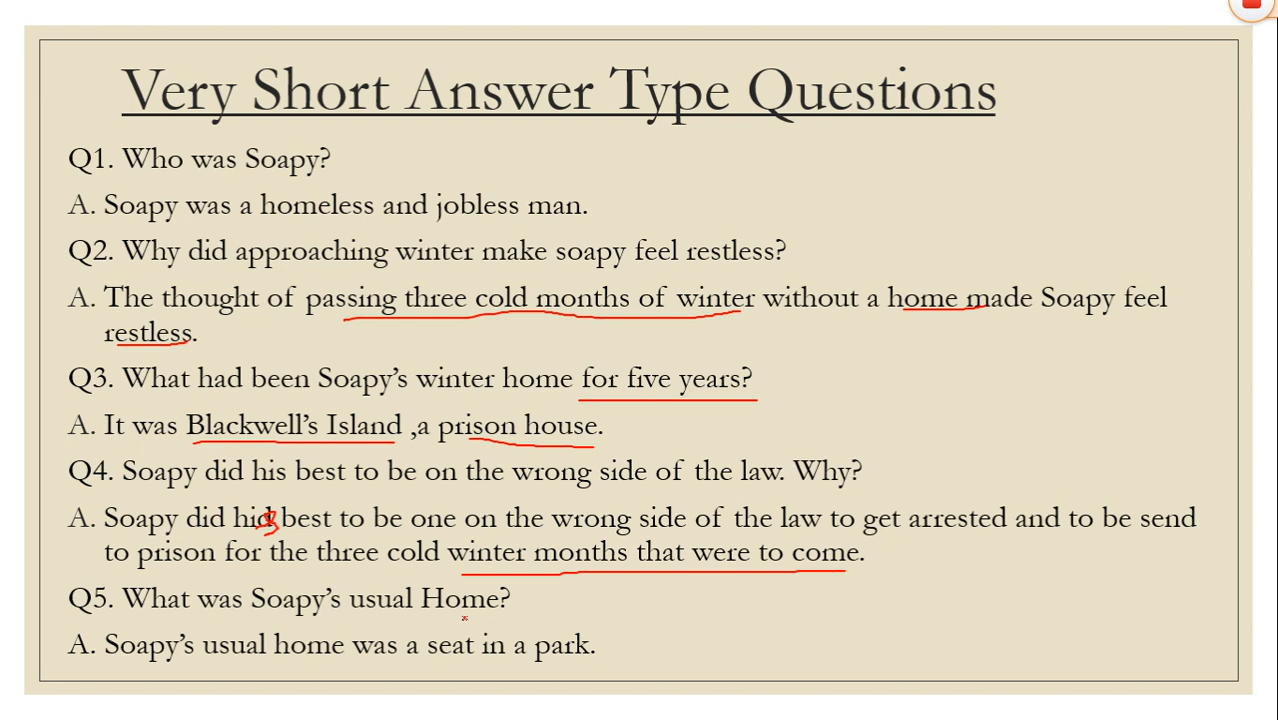 Very Short Answer Type Questions
Q1. Who was Soapy?
A. Soapy was a homeless and jobless man.
Q2. Why did approaching winter make soapy feel restless?
A. The thought of passing three cold months of winter without a home made Soapy feel
restless.
Q3. What had been Soapy’s winter home for five years?
A. It was Blackwell’s Island ,a prison house.
Q4. Soapy did his best to be on the wrong side of the law. Why?
A. Soapy did his best to be one on the wrong side of the law to get arrested and to be send
to prison for the three cold winter months that were to come.
Q5. What was Soapy’s usual Home?
A. Soapy’s usual home was a seat in a park.